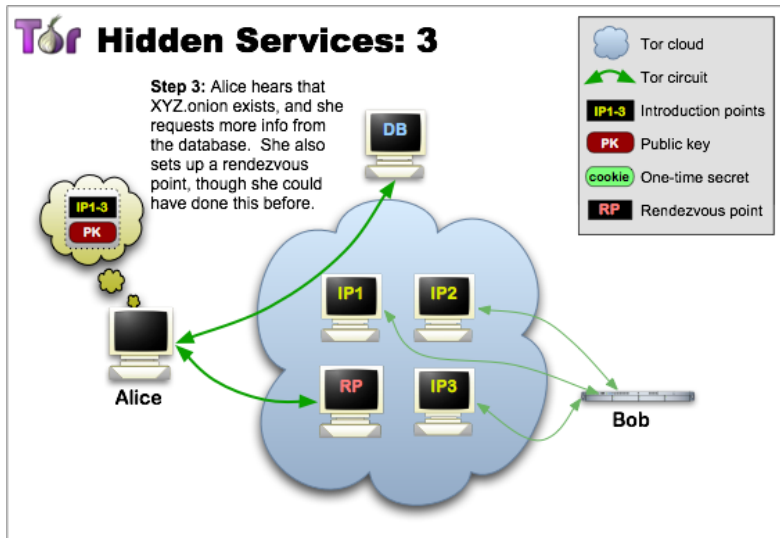 Tor Hidden Services: 3
Step 3: Alice hears that
XYZ.onion exists, and she
requests more info from
the database. She also
sets up a rendezvous
point, though she could
have done this before.
DB
IP1-3
PK
IP1
IP2
RP
IP3
Alice
Bob
Tor cloud
Tor circuit
IP1-3 Introduction points
PK Public key
cookie One-time secret
RP Rendezvous point